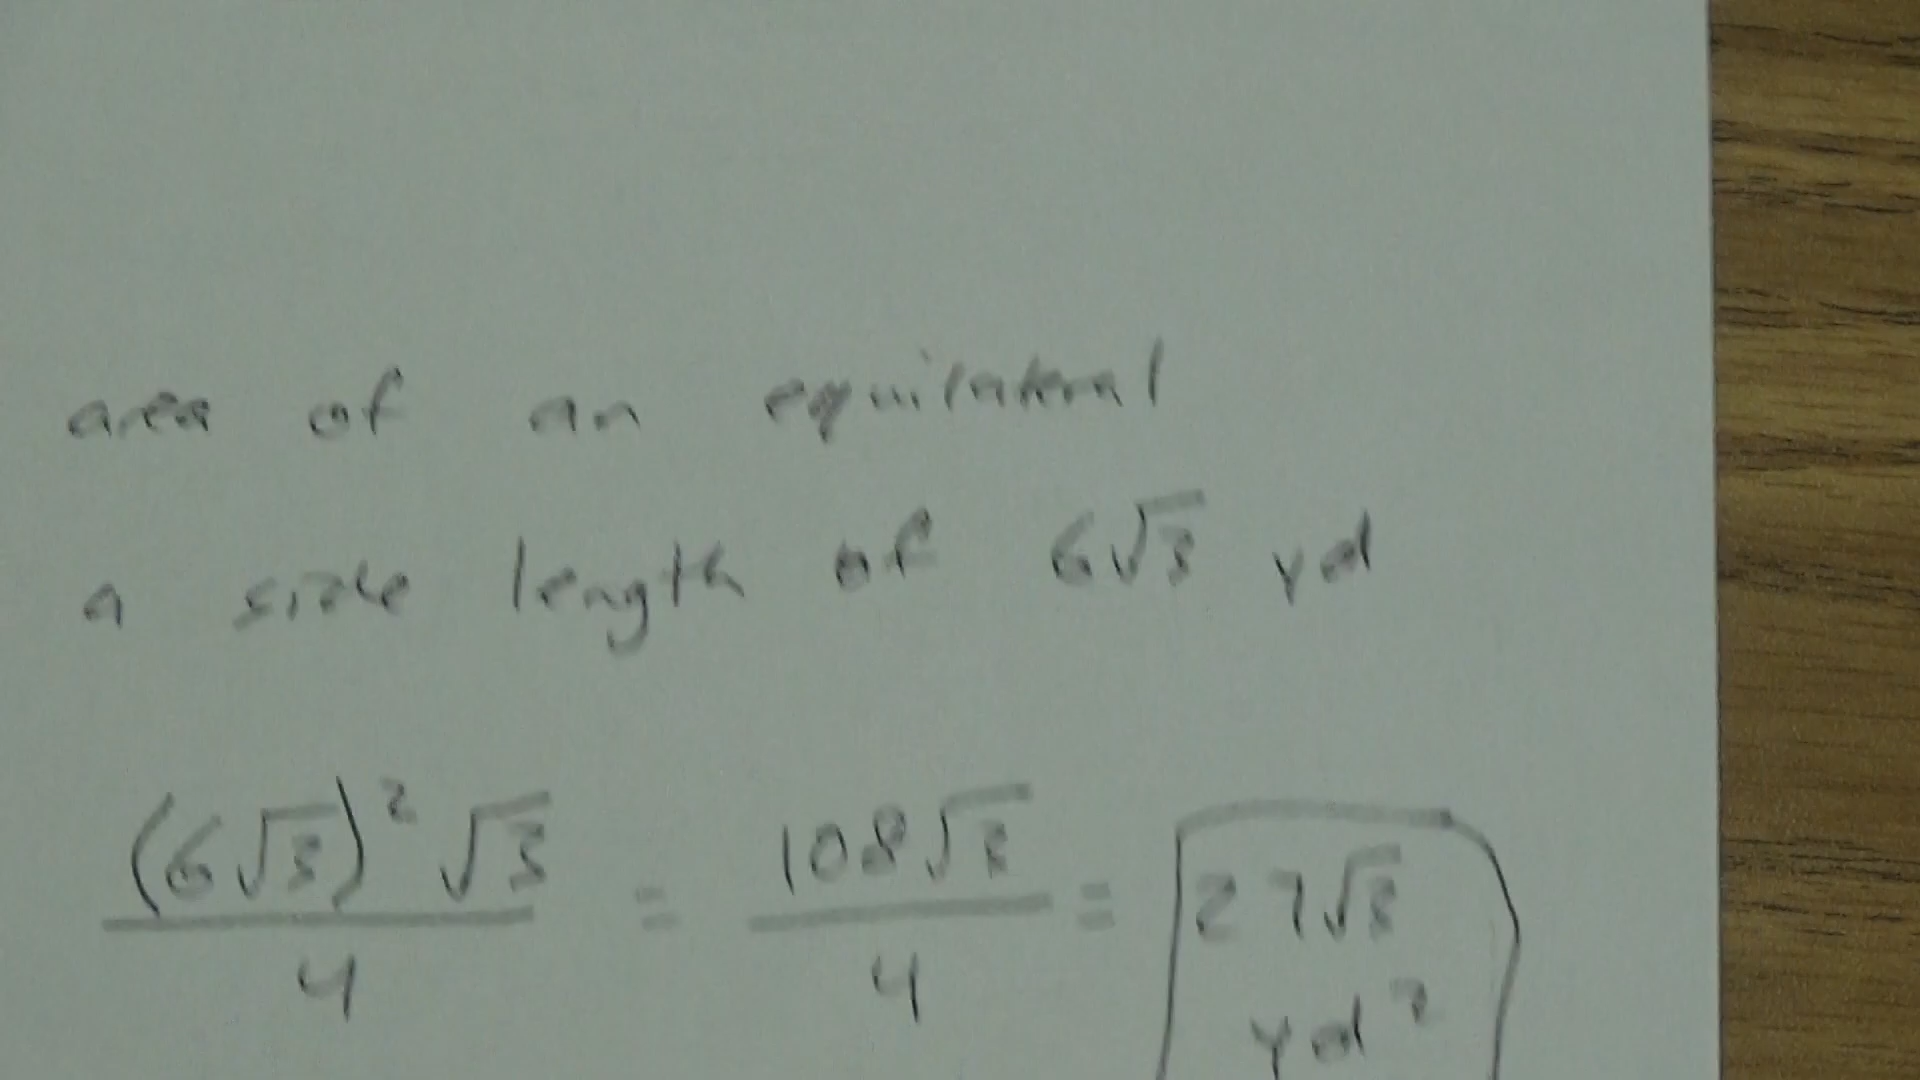 area of an equilateral
a side length of 6√3 yd
(6√3)²√3 / 4 = 108√3 / 4 = 27√3
yd²